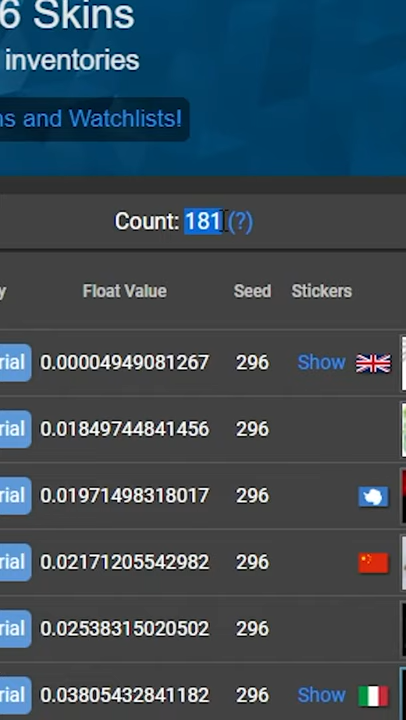 6 Skins
inventories
ns and Watchlists!
Count: 181 (?)
y Float Value Seed Stickers
rial 0.00004949081267 296 Show
rial 0.01849744841456 296
rial 0.01971498318017 296
rial 0.02171205542982 296
rial 0.02538315020502 296
rial 0.03805432841182 296 Show